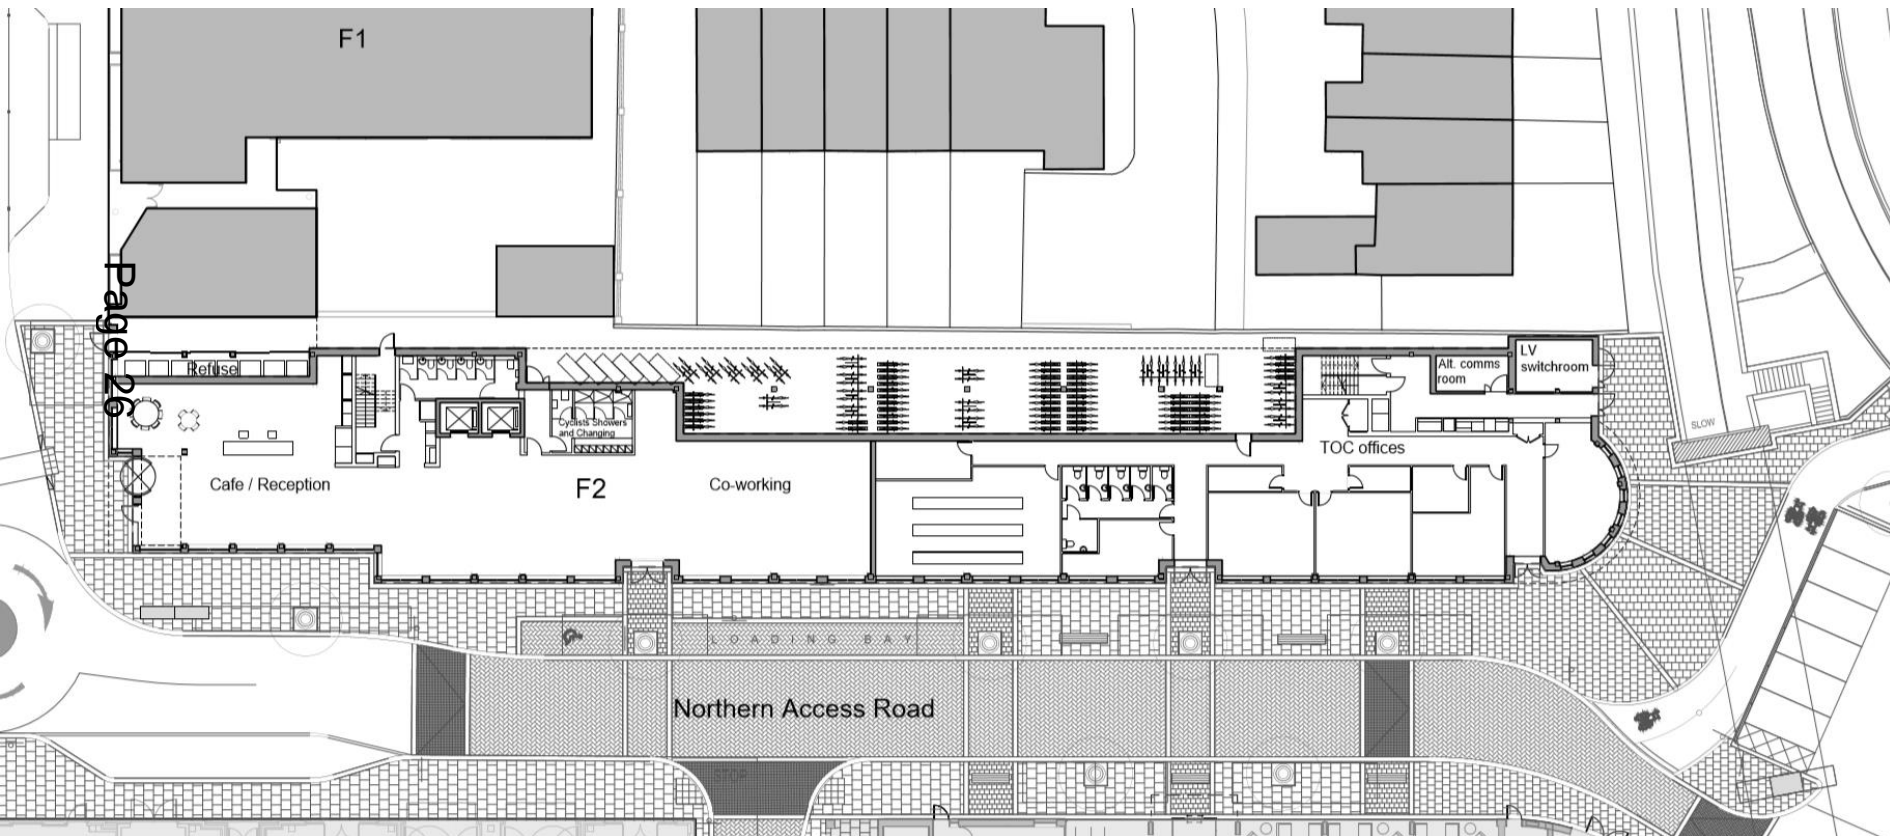 F1
Page 26
Refuse
Cyclists Showers
and Changing
Cafe / Reception
F2
Co-working
TOC offices
Alt. comms
room
LV
switchroom
SLOW
LOADING BAY
Northern Access Road
STOP